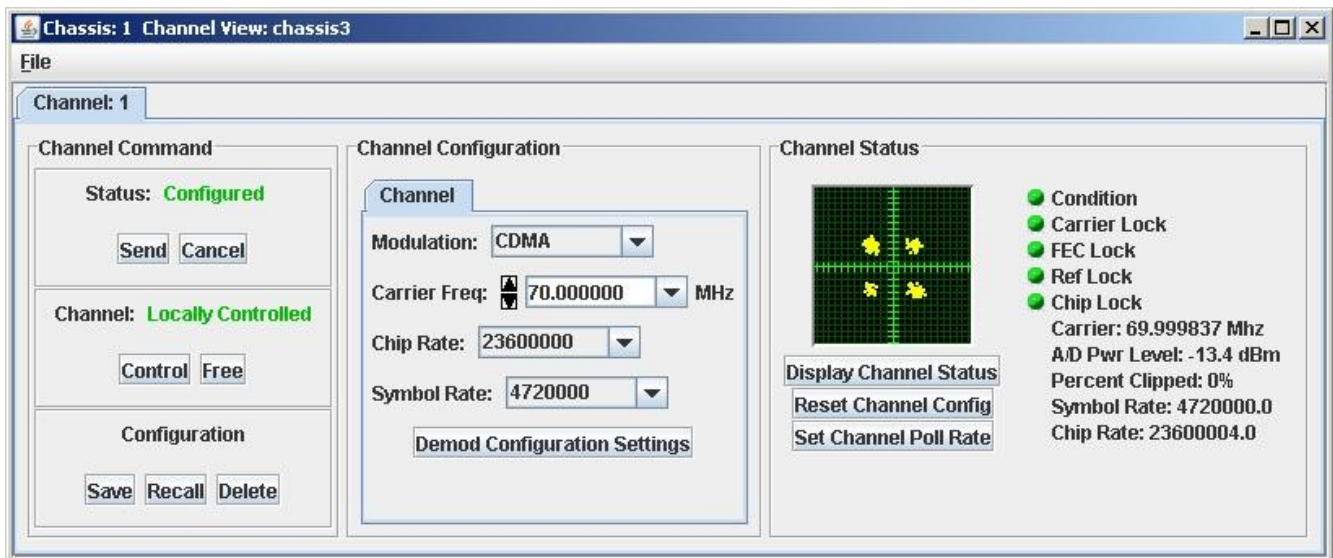 Chassis: 1 Channel View: chassis3
File
Channel: 1
Channel Command
Status: Configured
Send Cancel
Channel: Locally Controlled
Control Free
Configuration
Save Recall Delete
Channel Configuration
Channel
Modulation: CDMA
Carrier Freq: 70.000000 MHz
Chip Rate: 23600000
Symbol Rate: 4720000
Demod Configuration Settings
Channel Status
Display Channel Status
Reset Channel Config
Set Channel Poll Rate
Condition
Carrier Lock
FEC Lock
Ref Lock
Chip Lock
Carrier: 69.999837 Mhz
A/D Pwr Level: -13.4 dBm
Percent Clipped: 0%
Symbol Rate: 4720000.0
Chip Rate: 23600004.0